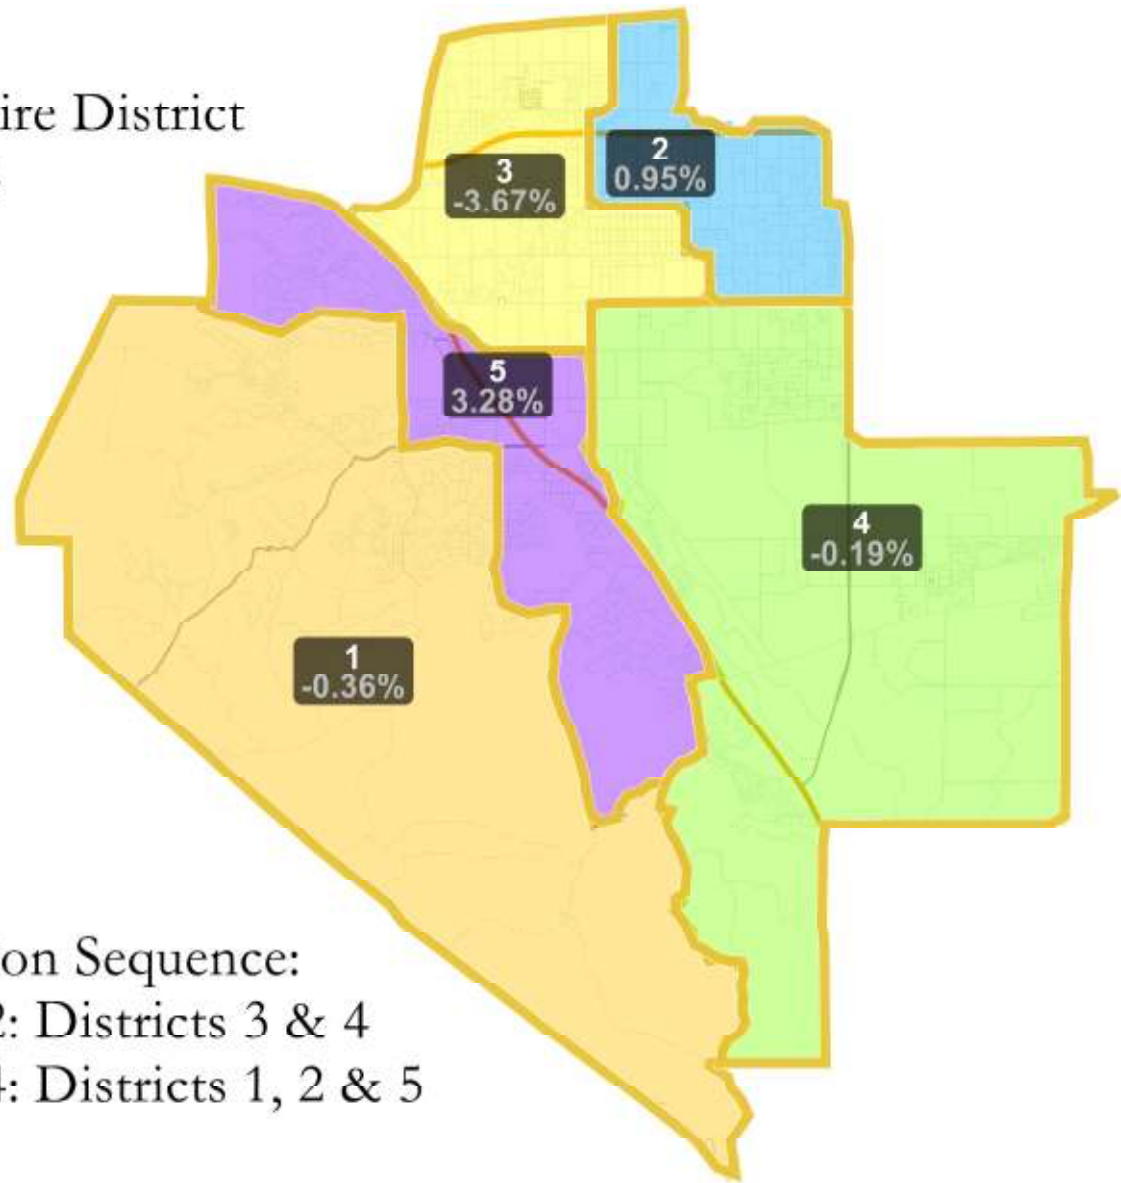 ire District
3
-3.67%
2
0.95%
5
3.28%
4
-0.19%
1
-0.36%
on Sequence:
2: Districts 3 & 4
4: Districts 1, 2 & 5